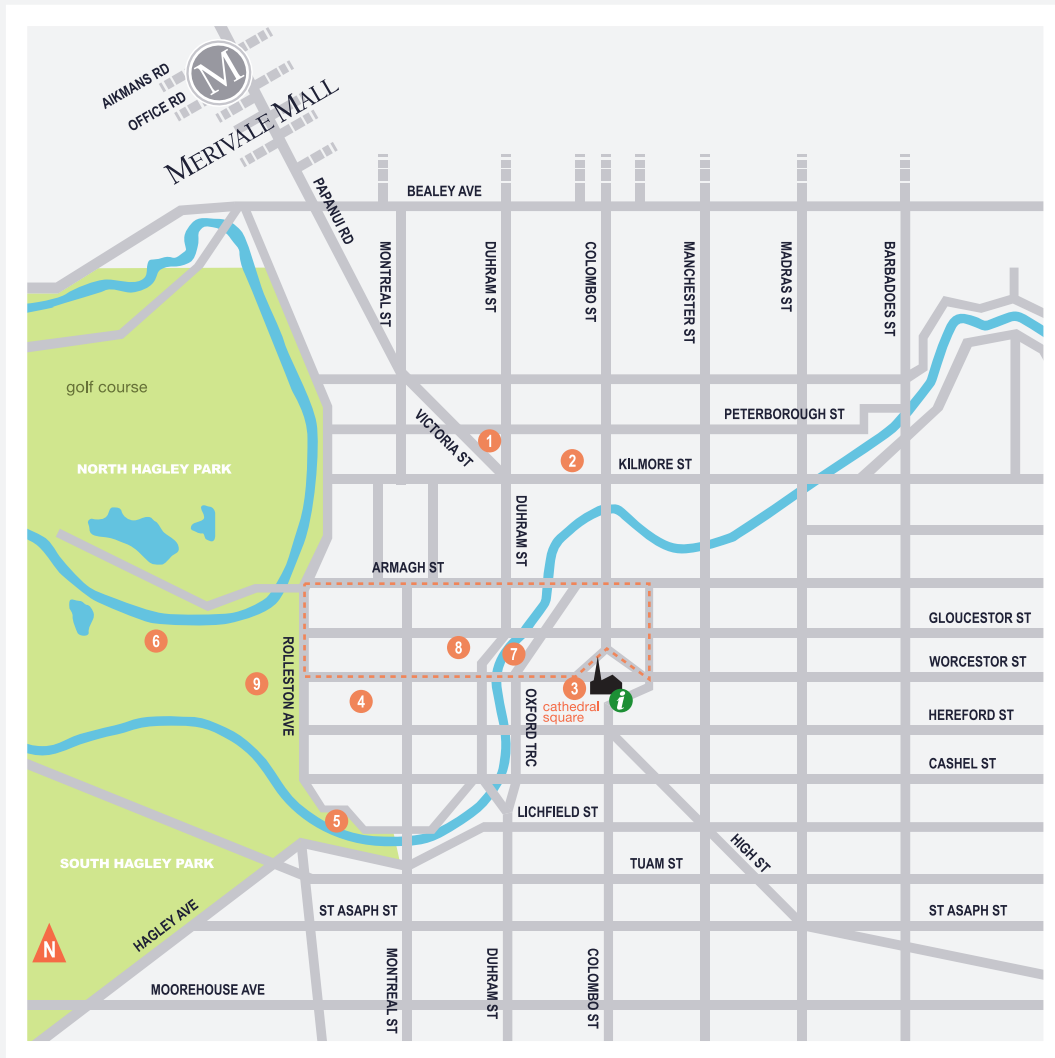 AIKMANS RD
M
OFFICE RD
MERIVALE MALL
PAPANUI RD
BEALEY AVE
MONTREAL ST
DUHRAM ST
COLOMBO ST
MANCHESTER ST
MADRAS ST
BARBADOES ST
golf course
PETERBOROUGH ST
VICTORIA ST
1
2
KILMORE ST
NORTH HAGLEY PARK
DUHRAM ST
ARMAGH ST
GLOUCESTOR ST
6
ROLLESTON AVE
8
7
WORCESTOR ST
9
4
3
i
cathedral
square
OXFORD TRC
HEREFORD ST
CASHEL ST
5
LICHFIELD ST
SOUTH HAGLEY PARK
TUAM ST
HIGH ST
HAGLEY AVE
ST ASAPH ST
ST ASAPH ST
N
MOOREHOUSE AVE
MONTREAL ST
DUHRAM ST
COLOMBO ST